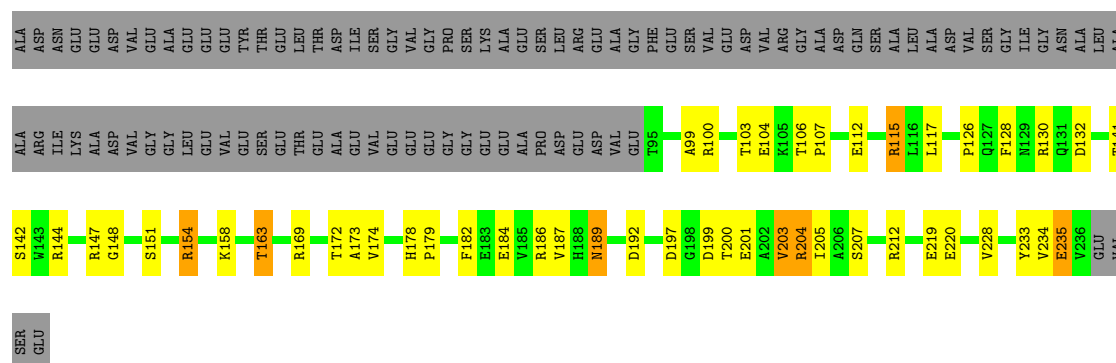 ALA ASP ASN GLU GLU ASP VAL GLU ALA GLU GLU GLU TYR THR GLU LEU THR ASP ILE SER GLY VAL GLY PRO SER LYS ALA GLU SER LEU ARG GLU ALA GLY PHE GLU SER VAL GLU ASP VAL ARG GLY ALA ASP GLN SER ALA LEU ALA ASP VAL SER GLY ILE GLY ASN ALA LEU ALA
ALA ARG ILE LYS ALA ASP VAL GLY GLY LEU GLU VAL GLU SER GLU THR GLU ALA GLU VAL GLU GLU GLU GLY GLY GLU GLU ALA PRO ASP GLU ASP VAL GLU T95 A99 R100 T103 E104 K105 T106 P107 E112 R115 L116 L117 P126 Q127 F128 N129 R130 Q131 D132 T141
S142 W143 R144 R147 G148 S151 R154 K158 T163 R169 T172 A173 V174 H178 P179 F182 E183 E184 V185 R186 V187 H188 N189 D192 D197 G198 D199 T200 E201 A202 V203 R204 I205 A206 S207 R212 E219 E220 V228 Y233 V234 E235 V236 GLU VAL
SER GLU